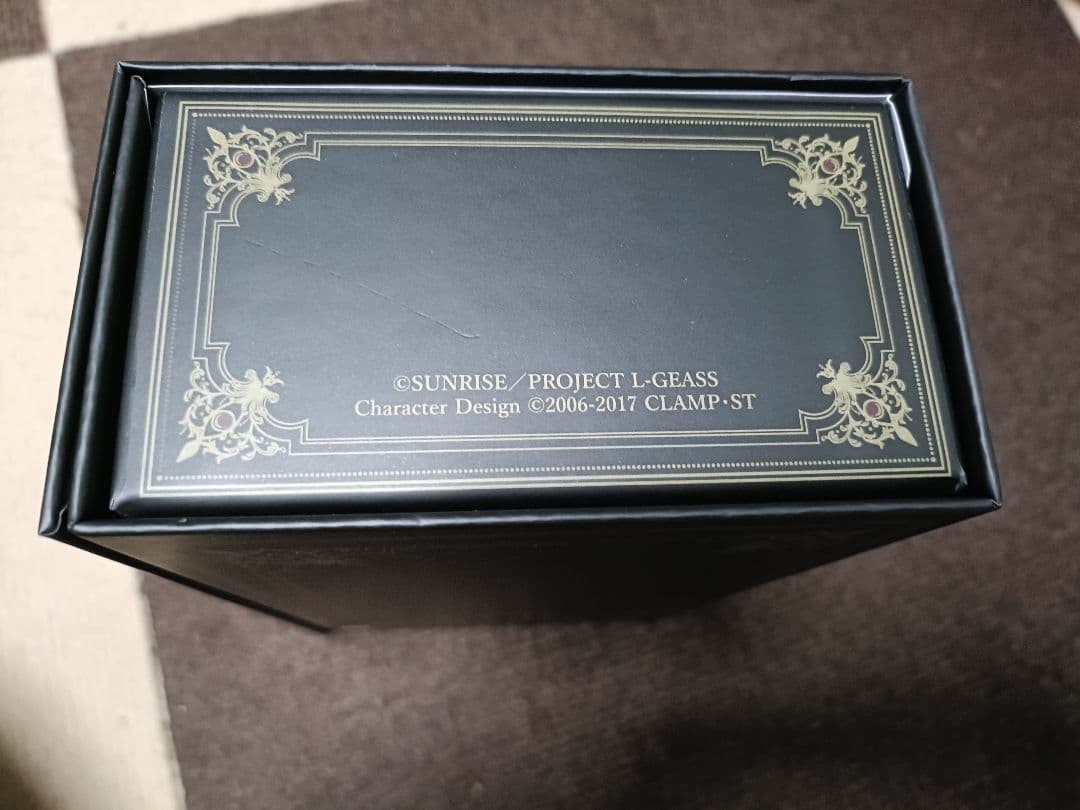 ©SUNRISE／PROJECT L-GEASS
Character Design ©2006-2017 CLAMP・ST